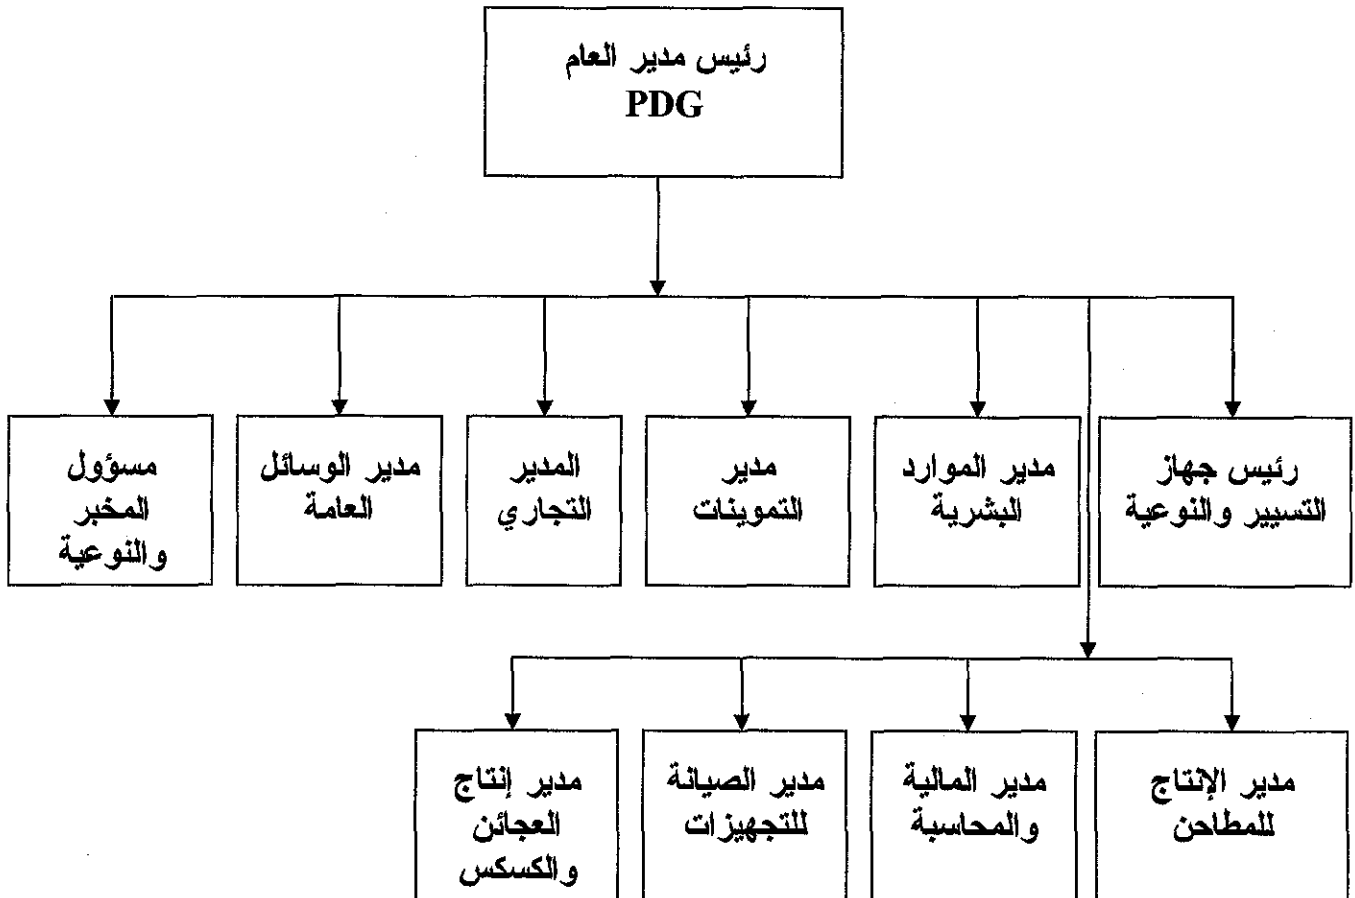 رئيس مدير العام
PDG
رئيس جهاز
التسيير والنوعية
مدير الموارد
البشرية
مدير
التموينات
المدير
التجاري
مدير الوسائل
العامة
مسؤول
المخبر
والنوعية
مدير الإنتاج
للمطاحن
مدير المالية
والمحاسبة
مدير الصيانة
للتجهيزات
مدير إنتاج
العجائن
والكسكس